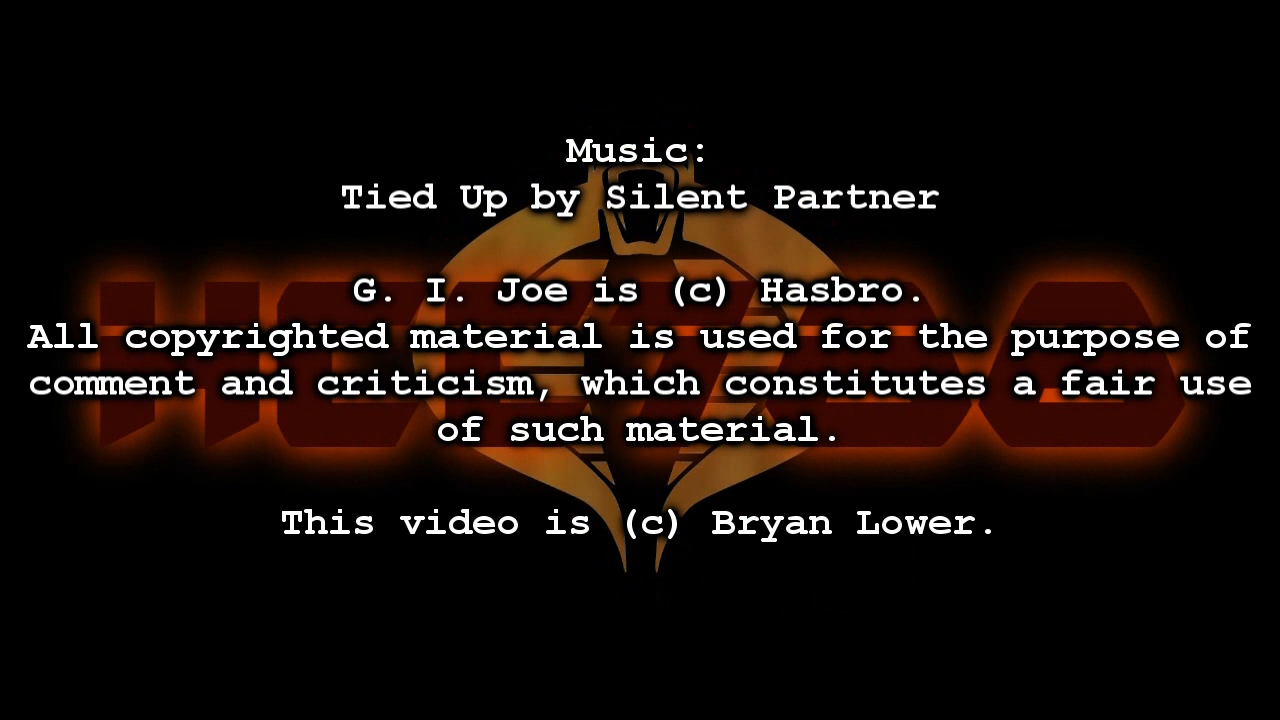 Music:
Tied Up by Silent Partner
G. I. Joe is (c) Hasbro.
All copyrighted material is used for the purpose of
comment and criticism, which constitutes a fair use
of such material.
This video is (c) Bryan Lower.